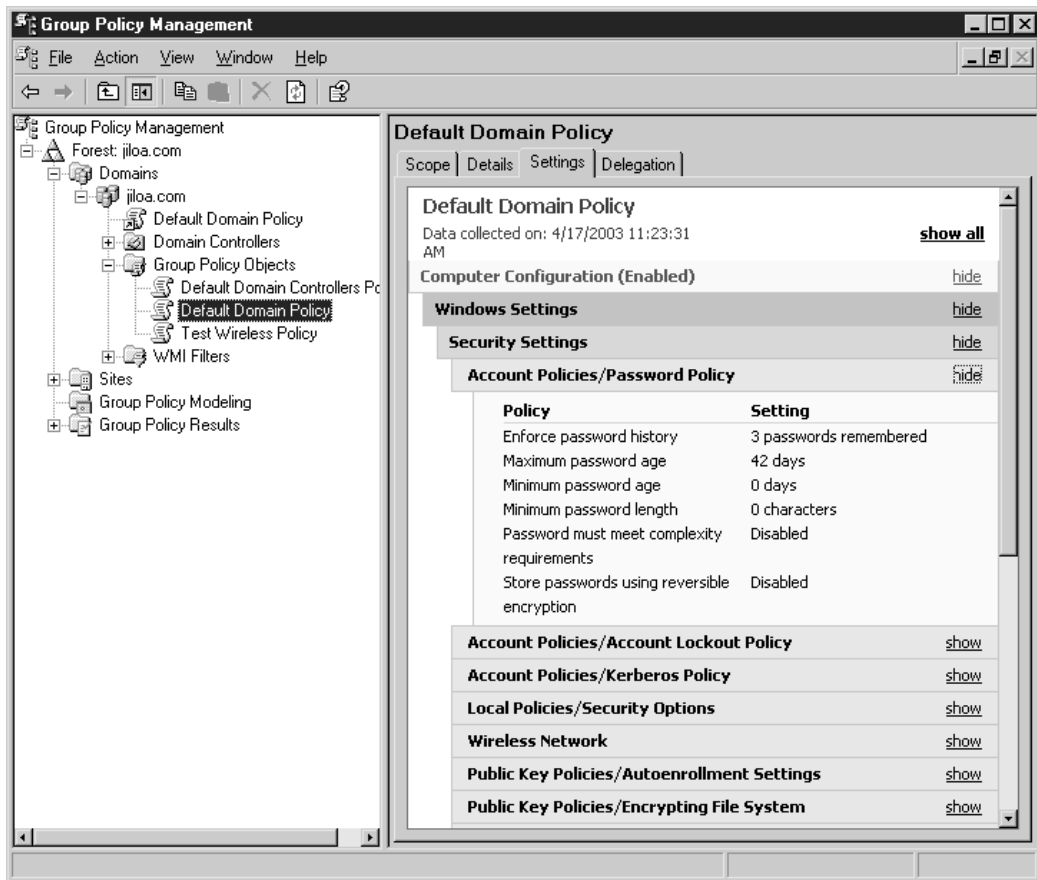 Group Policy Management
File Action View Window Help
Group Policy Management
Forest: jiloa.com
Domains
jiloa.com
Default Domain Policy
Domain Controllers
Group Policy Objects
Default Domain Controllers Po
Default Domain Policy
Test Wireless Policy
WMI Filters
Sites
Group Policy Modeling
Group Policy Results
Default Domain Policy
Scope Details Settings Delegation
Default Domain Policy
Data collected on: 4/17/2003 11:23:31
AM
show all
Computer Configuration (Enabled) hide
Windows Settings hide
Security Settings hide
Account Policies/Password Policy hide
Policy Setting
Enforce password history 3 passwords remembered
Maximum password age 42 days
Minimum password age 0 days
Minimum password length 0 characters
Password must meet complexity Disabled
requirements
Store passwords using reversible Disabled
encryption
Account Policies/Account Lockout Policy show
Account Policies/Kerberos Policy show
Local Policies/Security Options show
Wireless Network show
Public Key Policies/Autoenrollment Settings show
Public Key Policies/Encrypting File System show